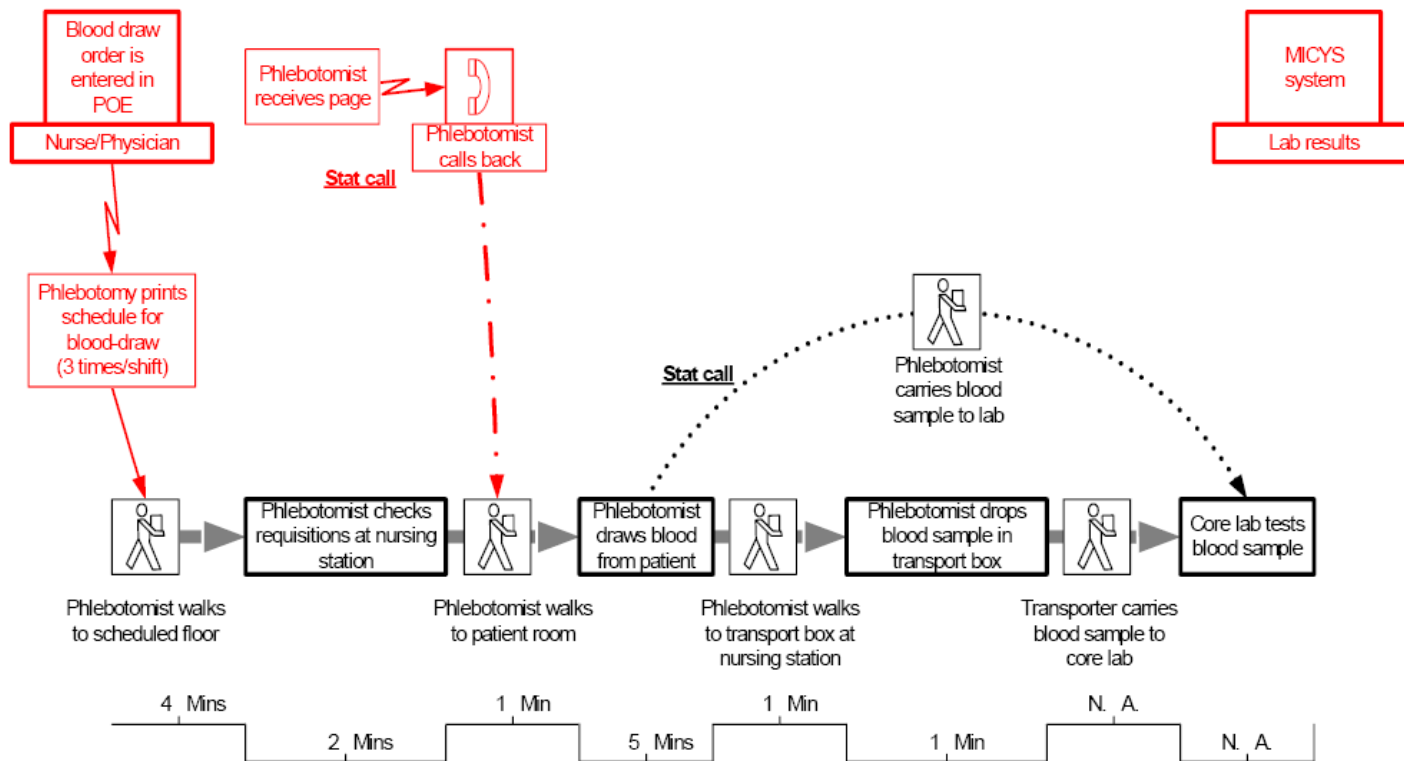 Blood draw
order is
entered in
POE
Nurse/Physician
Phlebotomist
receives page
Phlebotomist
calls back
Stat call
MICYS
system
Lab results
Phlebotomy prints
schedule for
blood-draw
(3 times/shift)
Stat call
Phlebotomist
carries blood
sample to lab
Phlebotomist checks
requisitions at nursing
station
Phlebotomist
draws blood
from patient
Phlebotomist drops
blood sample in
transport box
Core lab tests
blood sample
Phlebotomist walks
to scheduled floor
Phlebotomist walks
to patient room
Phlebotomist walks
to transport box at
nursing station
Transporter carries
blood sample to
core lab
4 Mins
2 Mins
1 Min
5 Mins
1 Min
1 Min
N. A.
N. A.